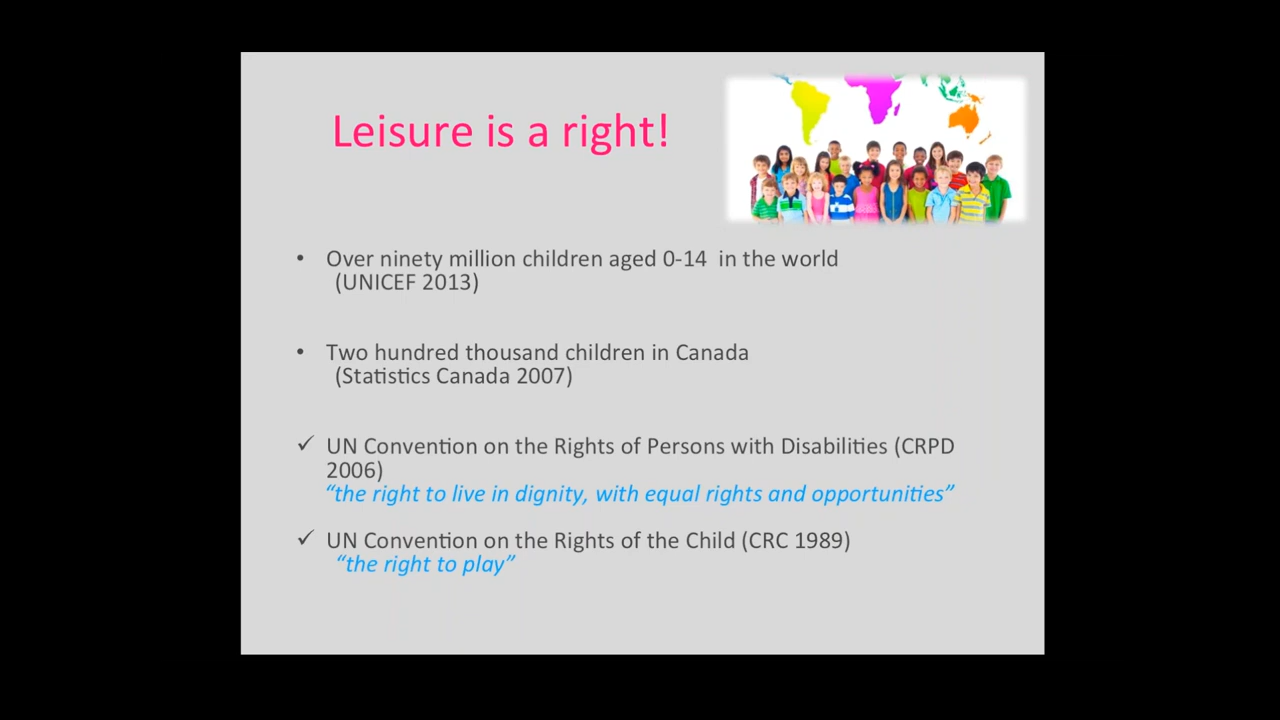 Leisure is a right!
• Over ninety million children aged 0-14  in the world
(UNICEF 2013)
• Two hundred thousand children in Canada
(Statistics Canada 2007)
✓ UN Convention on the Rights of Persons with Disabilities (CRPD
2006)
“the right to live in dignity, with equal rights and opportunities”
✓ UN Convention on the Rights of the Child (CRC 1989)
“the right to play”